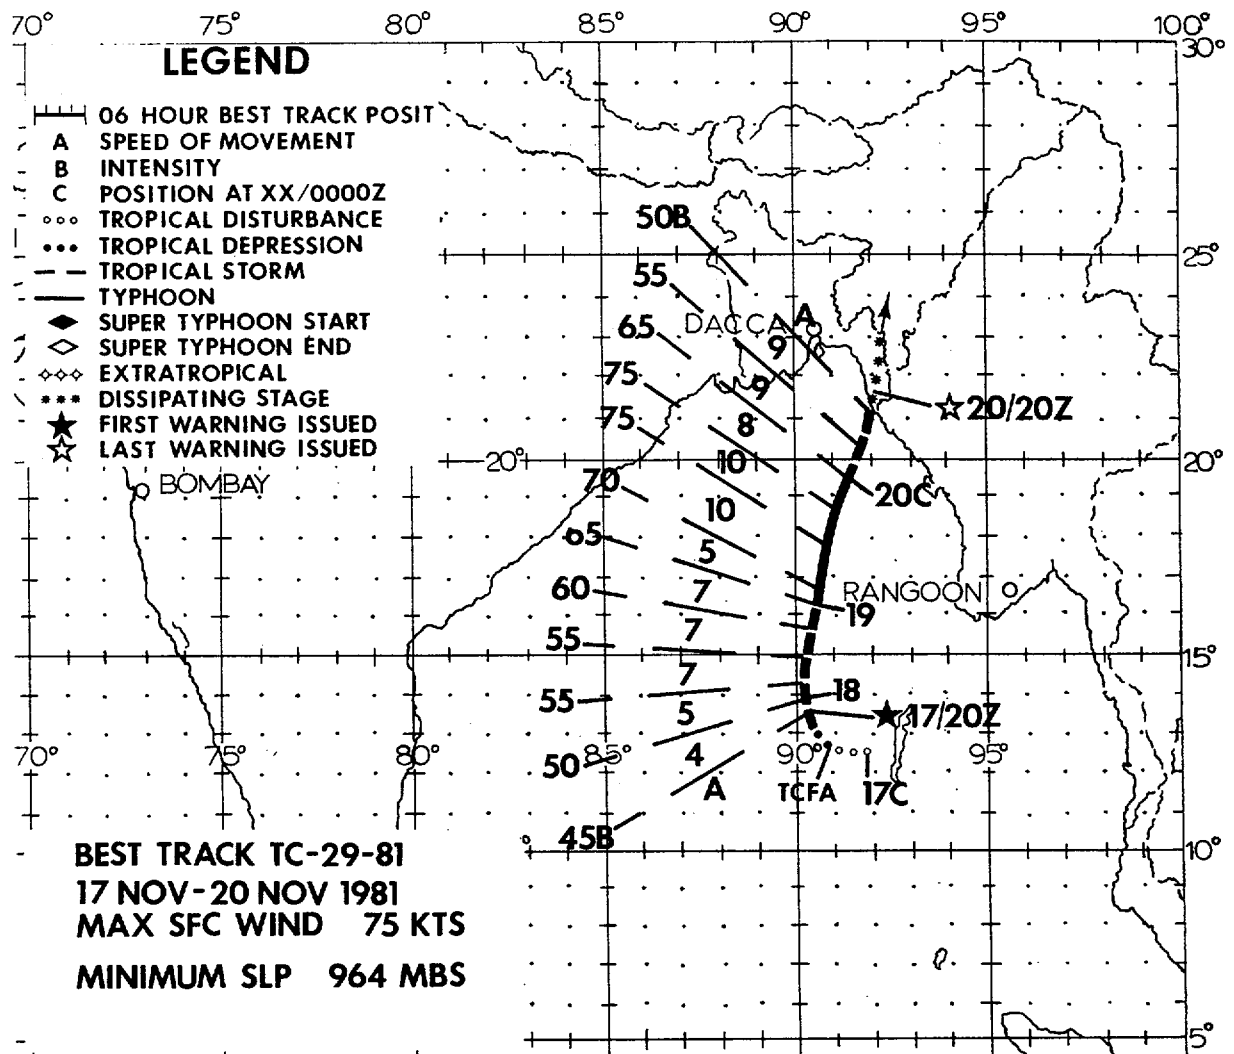 70° 75° 80° 85° 90° 95° 100°
30°
LEGEND
06 HOUR BEST TRACK POSIT
A SPEED OF MOVEMENT
B INTENSITY
C POSITION AT XX/0000Z
TROPICAL DISTURBANCE
TROPICAL DEPRESSION
TROPICAL STORM
TYPHOON
SUPER TYPHOON START
SUPER TYPHOON END
EXTRATROPICAL
DISSIPATING STAGE
FIRST WARNING ISSUED
LAST WARNING ISSUED
50B
25°
55
DACCA A
65 9
75 9
20/20Z
75 8
20° 10 20°
70 20C
BOMBAY
10
65 5
60 7 RANGOON
19
55 7
15°
7 18
55 5 17/20Z
70° 75° 80° 85° 90° 95°
50 4
A TCFA 17C
45B
10°
BEST TRACK TC-29-81
17 NOV-20 NOV 1981
MAX SFC WIND 75 KTS
MINIMUM SLP 964 MBS
5°